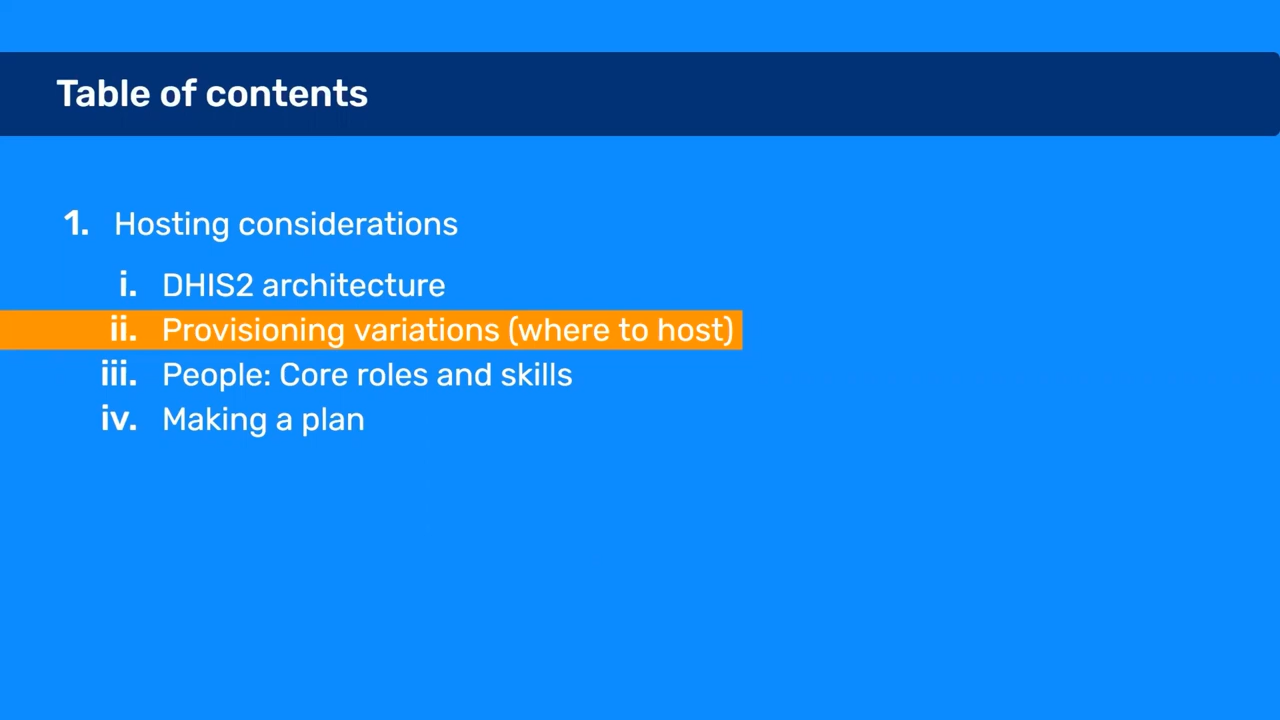 Table of contents
1. Hosting considerations
i. DHIS2 architecture
ii. Provisioning variations (where to host)
iii. People: Core roles and skills
iv. Making a plan